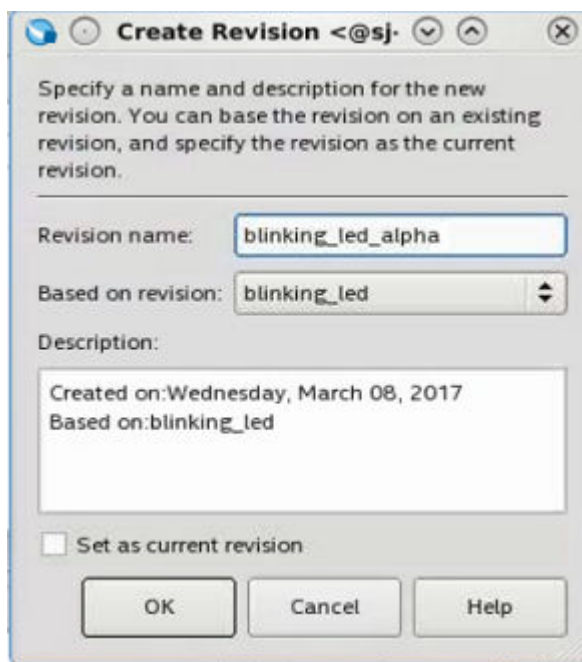 Create Revision <@sj-
Specify a name and description for the new
revision. You can base the revision on an existing
revision, and specify the revision as the current
revision.
Revision name: blinking_led_alpha
Based on revision: blinking_led
Description:
Created on:Wednesday, March 08, 2017
Based on:blinking_led
Set as current revision
OK Cancel Help